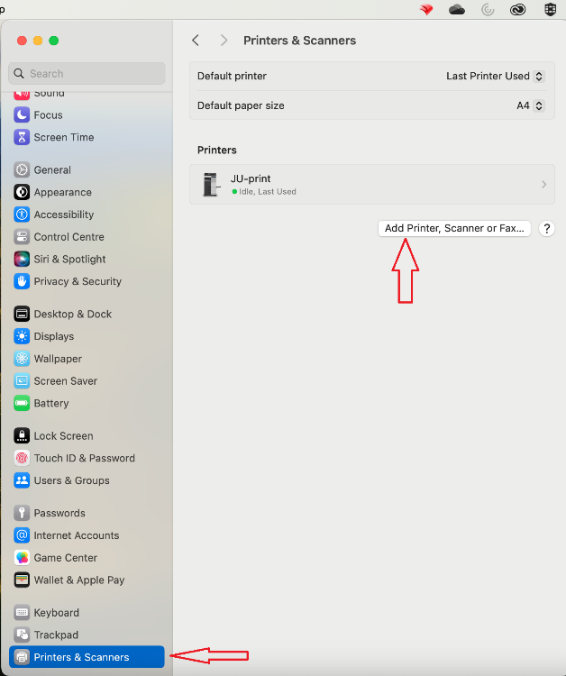 p
Printers & Scanners
Search
Sound
Focus
Screen Time
General
Appearance
Accessibility
Control Centre
Siri & Spotlight
Privacy & Security
Desktop & Dock
Displays
Wallpaper
Screen Saver
Battery
Lock Screen
Touch ID & Password
Users & Groups
Passwords
Internet Accounts
Game Center
Wallet & Apple Pay
Keyboard
Trackpad
Printers & Scanners
Default printer Last Printer Used
Default paper size A4
Printers
JU-print
Idle, Last Used
Add Printer, Scanner or Fax... ?